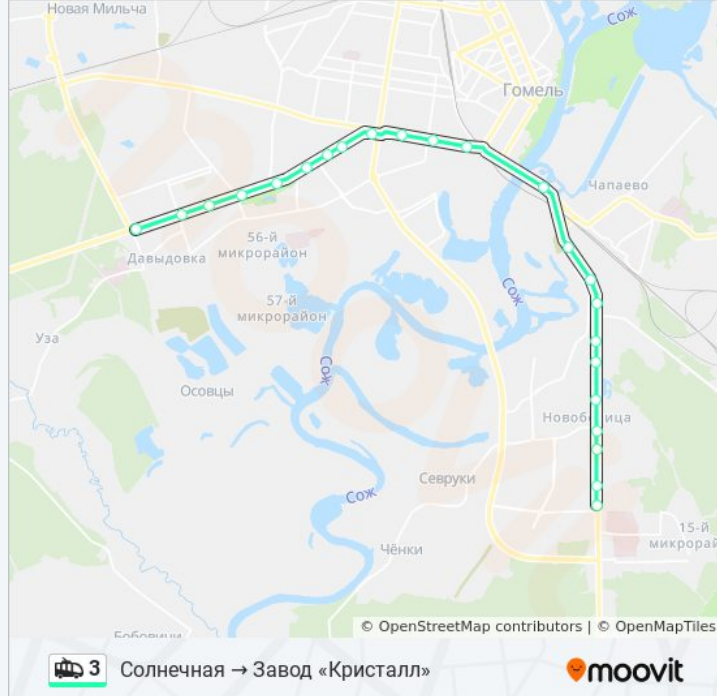 Новая Мильча
Сож
Гомель
Чапаево
56-й
микрорайон
Давыдовка
Сож
57-й
микрорайон
Уза
Сож
Осовцы
Новобелица
Севруки
Сож
15-й
микрорай
Чёнки
Бобовичи
© OpenStreetMap contributors | © OpenMapTiles
3 Солнечная → Завод «Кристалл»
moovit